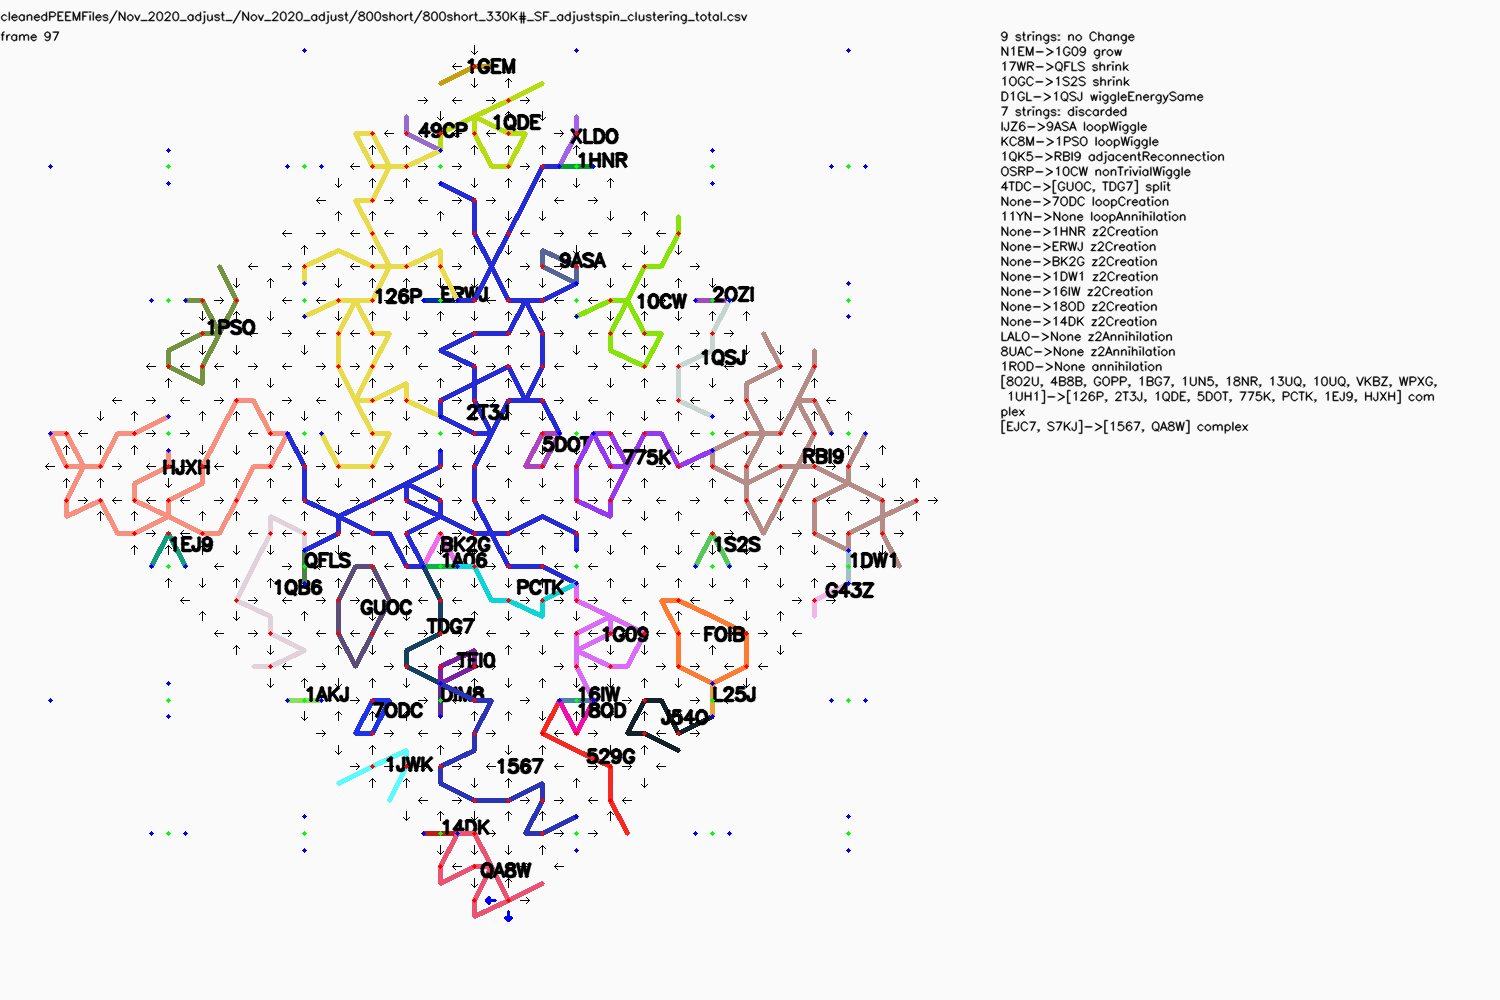 cleanedPEEMFiles/Nov_2020_adjust_/Nov_2020_adjust/800short/800short_330K#_SF_adjustspin_clustering_total.csv
frame 97
9 strings: no Change
N1EM->1G09 grow
17WR->QFLS shrink
10GC->1S2S shrink
D1GL->1QSJ wiggleEnergySame
7 strings: discarded
IJZ6->9ASA loopWiggle
KC8M->1PSO loopWiggle
1QK5->RBI9 adjacentReconnection
OSRP->10CW nonTrivialWiggle
4TDC->[GUOC, TDG7] split
None->7ODC loopCreation
11YN->None loopAnnihilation
None->1HNR z2Creation
None->ERWJ z2Creation
None->BK2G z2Creation
None->1DW1 z2Creation
None->16IW z2Creation
None->18OD z2Creation
None->14DK z2Creation
LALO->None z2Annihilation
8UAC->None z2Annihilation
1ROD->None annihilation
[8O2U, 4B8B, GOPP, 1BG7, 1UN5, 18NR, 13UQ, 10UQ, VKBZ, WPXG,
1UH1]->[126P, 2T3J, 1QDE, 5DOT, 775K, PCTK, 1EJ9, HJXH] com
plex
[EJC7, S7KJ]->[1567, QA8W] complex
1GEM
49CP
1QDE
XLDO
1HNR
9ASA
126P
ERWJ
10CW
2OZI
1PSO
1QSJ
2T3J
5DOT
775K
RBI9
HJXH
1EJ9
QFLS
BK2G
1A06
1S2S
1DW1
1QB6
PCTK
G43Z
GUOC
TDG7
1G09
FOIB
TFIO
1AKJ
DIM8
16IW
L25J
7ODC
18OD
J54O
1JWK
1567
529G
14DK
QA8W